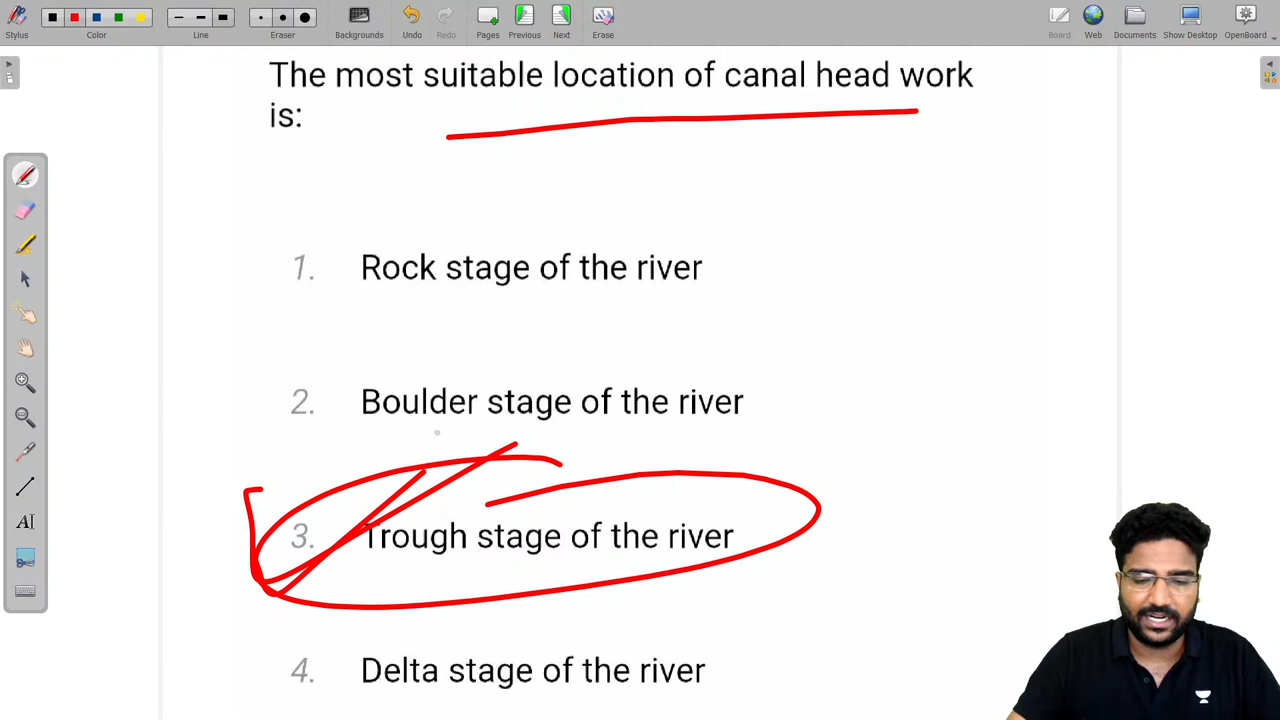 Stylus
Color
Line
Eraser
Backgrounds
Undo
Redo
Pages
Previous
Next
Erase
Board
Web
Documents
Show Desktop
OpenBoard
The most suitable location of canal head work
is:
1. Rock stage of the river
2. Boulder stage of the river
3. Trough stage of the river
4. Delta stage of the river